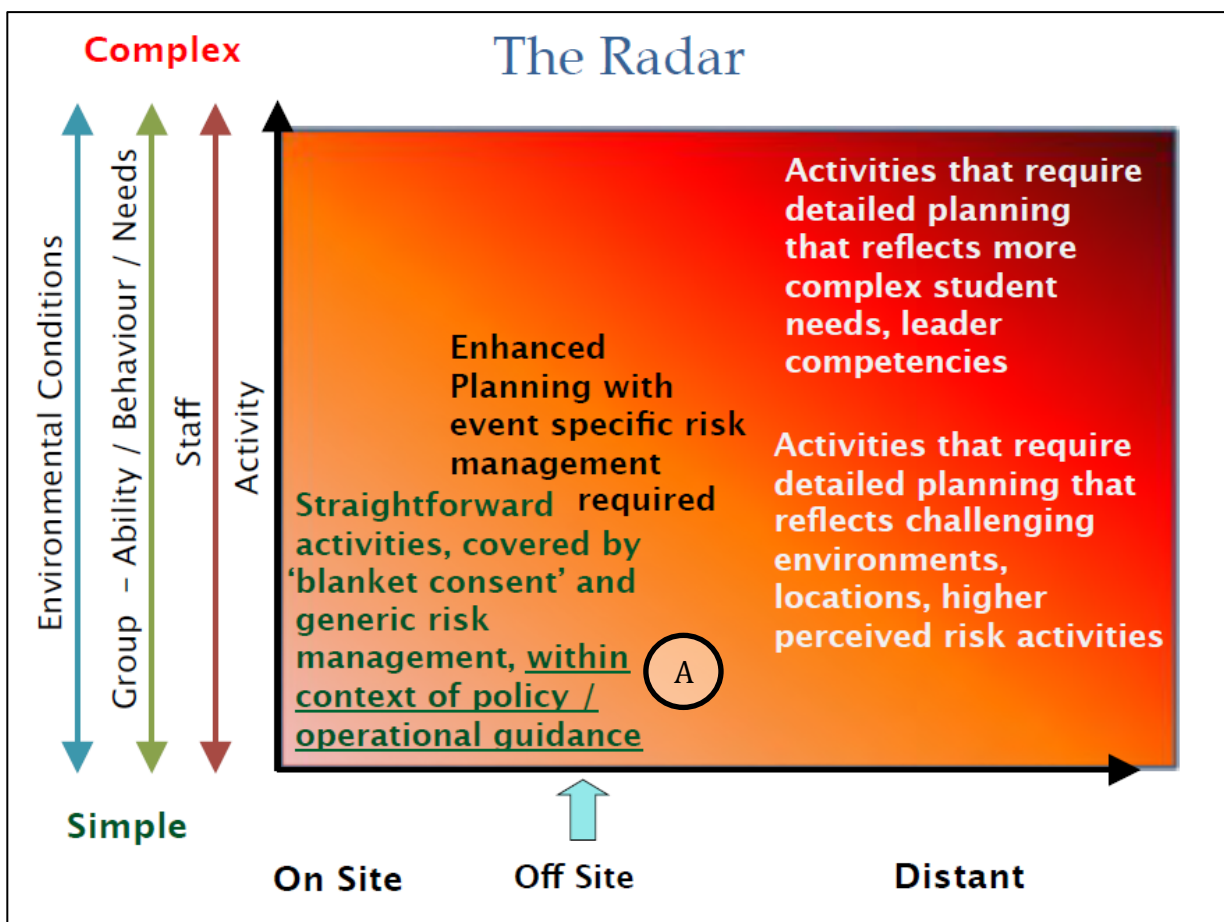 Complex
The Radar
Environmental Conditions
Group – Ability / Behaviour / Needs
Staff
Activity
Activities that require
detailed planning
that reflects more
complex student
needs, leader
competencies
Enhanced
Planning with
event specific risk
management
required
Activities that require
detailed planning that
reflects challenging
environments,
locations, higher
perceived risk activities
Straightforward
activities, covered by
‘blanket consent’ and
generic risk
management, within
context of policy /
operational guidance
A
Simple
On Site
Off Site
Distant